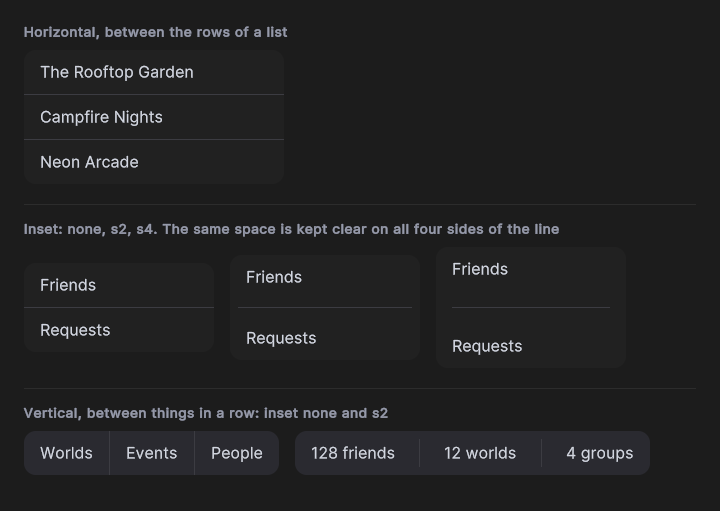 Horizontal, between the rows of a list
The Rooftop Garden
Campfire Nights
Neon Arcade
Inset: none, s2, s4. The same space is kept clear on all four sides of the line
Friends
Requests
Friends
Requests
Friends
Requests
Vertical, between things in a row: inset none and s2
Worlds Events People 128 friends 12 worlds 4 groups